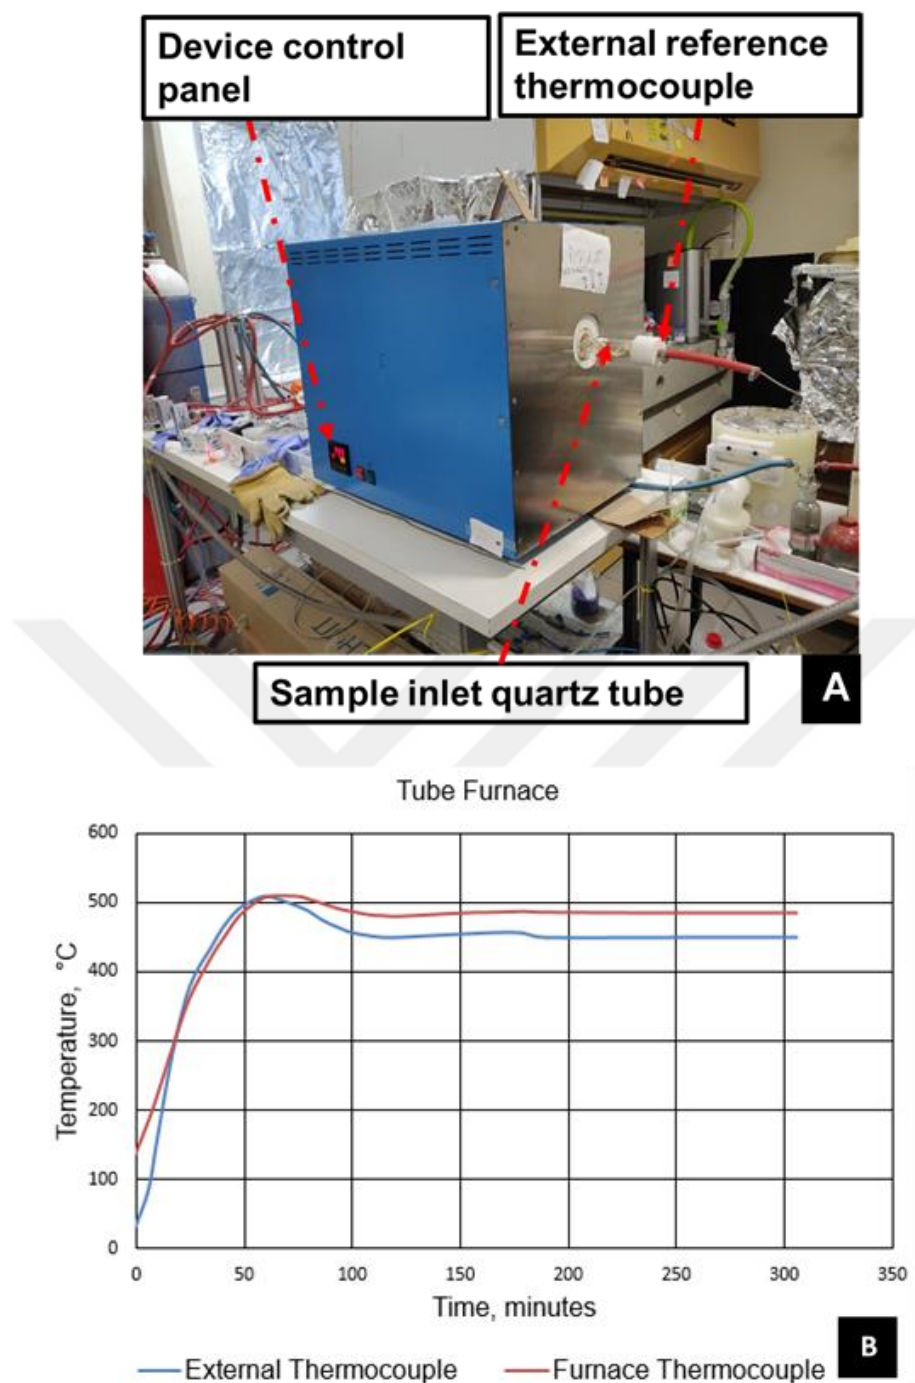 Device control
panel
External reference
thermocouple
Sample inlet quartz tube
A
Tube Furnace
600
500
400
300
200
100
0
Temperature, °C
0 50 100 150 200 250 300 350
Time, minutes
External Thermocouple Furnace Thermocouple
B